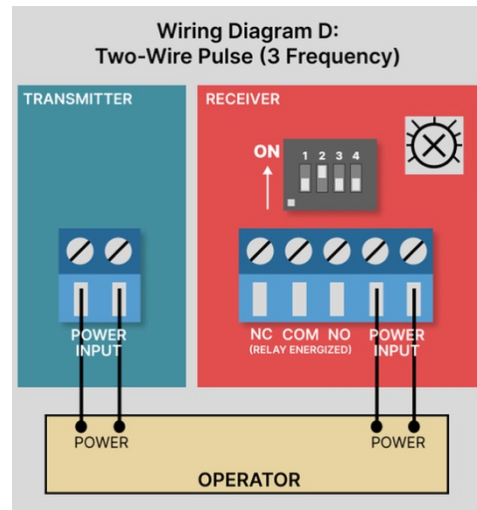 Wiring Diagram D:
Two-Wire Pulse (3 Frequency)
TRANSMITTER
POWER
INPUT
RECEIVER
ON
1 2 3 4
NC COM NO POWER
(RELAY ENERGIZED) INPUT
POWER
POWER
OPERATOR